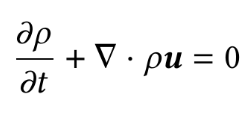 ∂ρ/∂t + ∇ · ρ𝒖 = 0